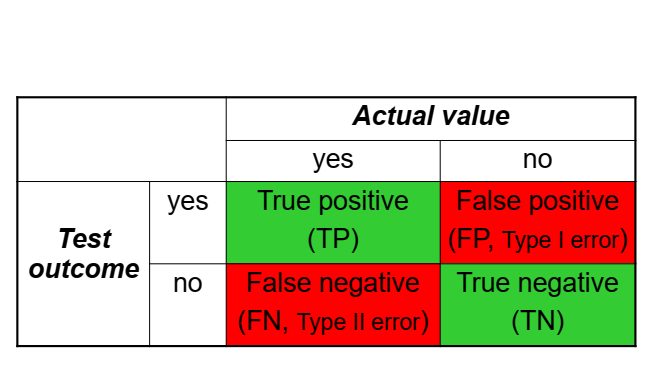 Actual value
yes
no
Test
outcome
yes
True positive
(TP)
False positive
(FP, Type I error)
no
False negative
(FN, Type II error)
True negative
(TN)